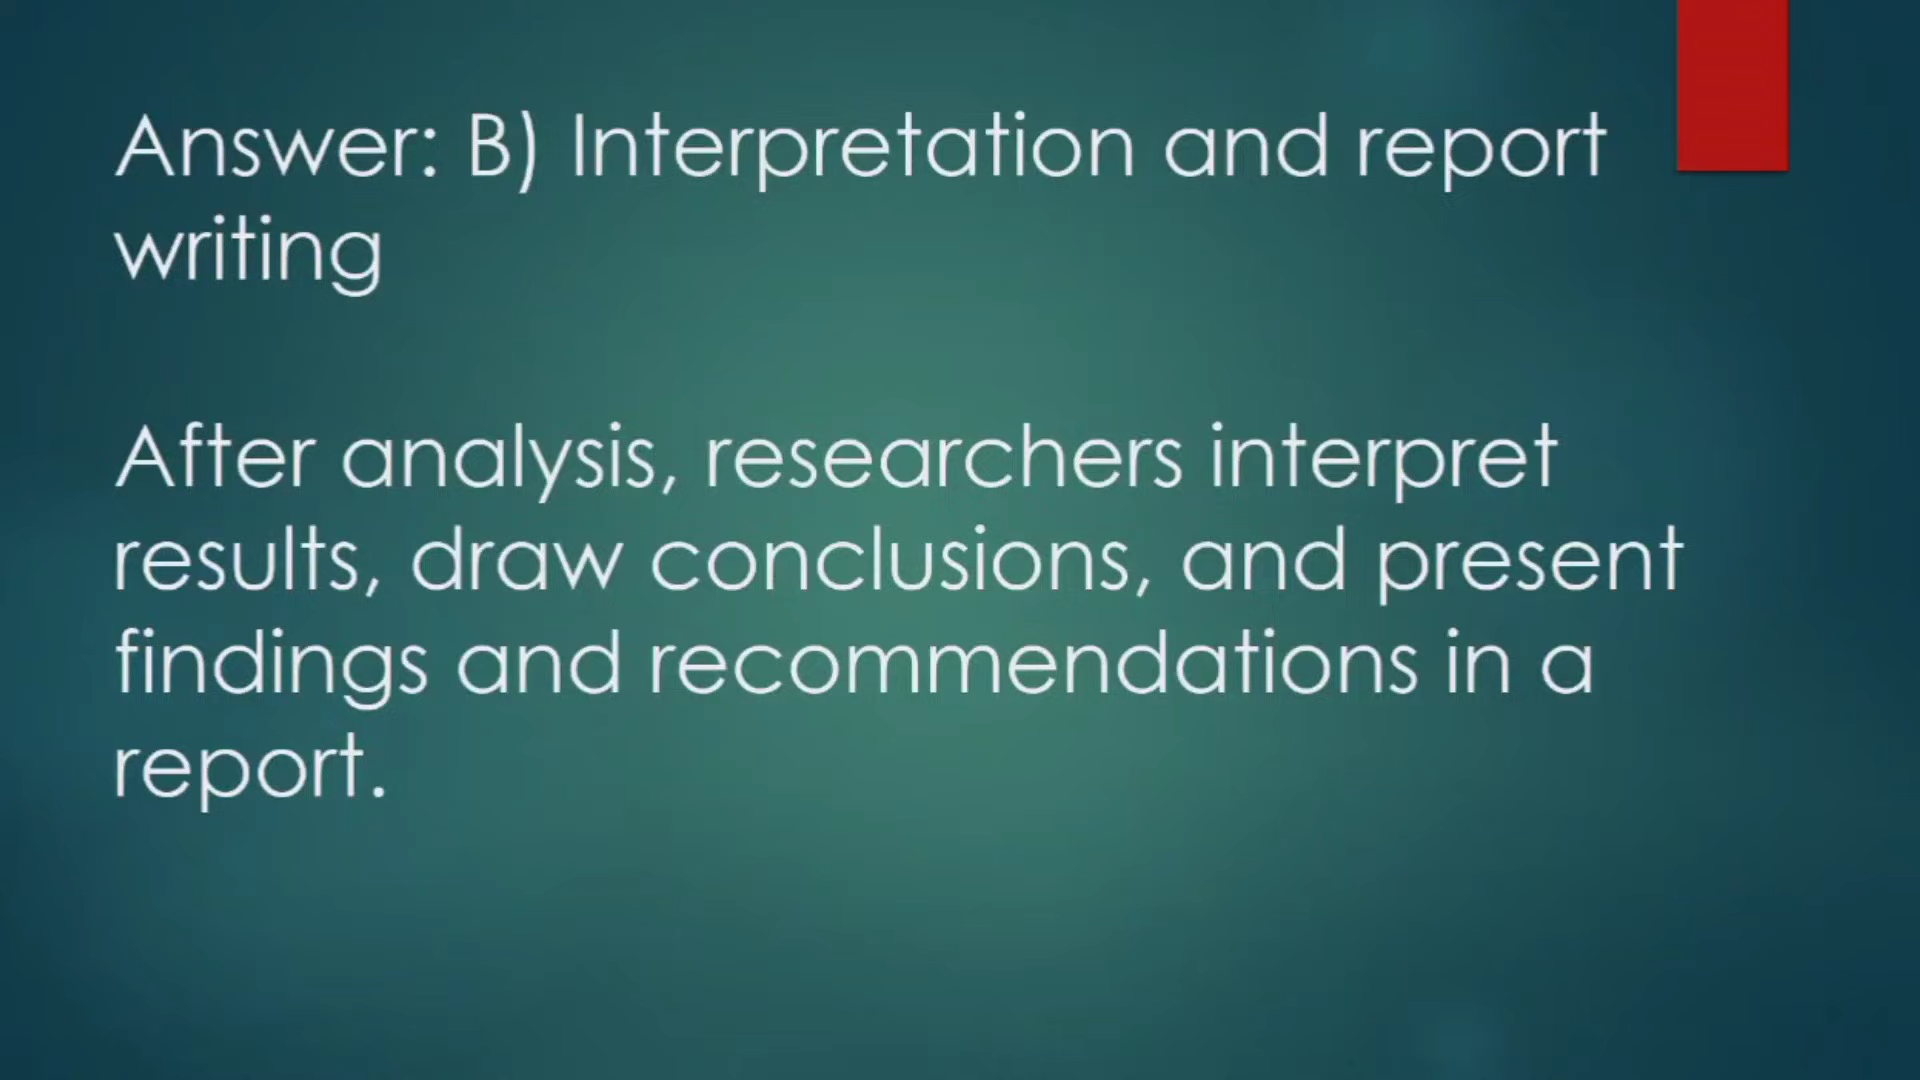 Answer: B) Interpretation and report
writing
After analysis, researchers interpret
results, draw conclusions, and present
findings and recommendations in a
report.